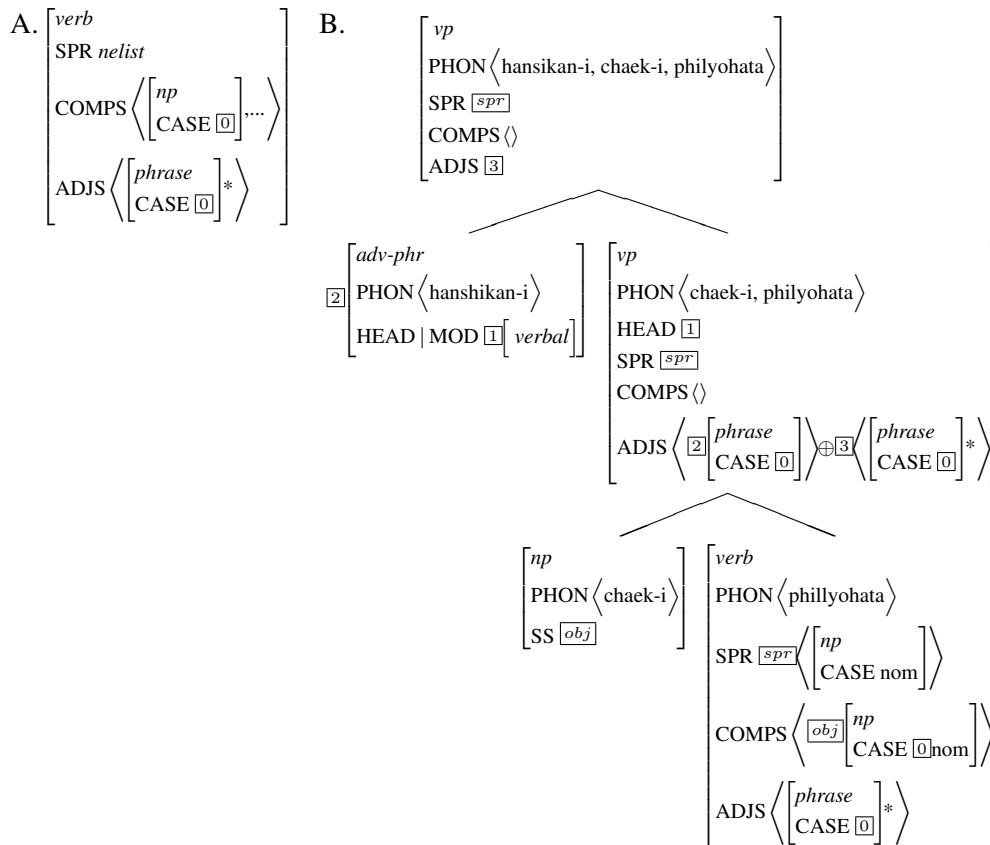 A.
verb
SPR nelist
COMPS ⟨[np
CASE 0],...⟩
ADJS ⟨[phrase
CASE 0]*⟩
B.
vp
PHON ⟨hansikan-i, chaek-i, philyohata⟩
SPR spr
COMPS ⟨⟩
ADJS 3
2
adv-phr
PHON ⟨hanshikan-i⟩
HEAD | MOD 1[ verbal]
vp
PHON ⟨chaek-i, philyohata⟩
HEAD 1
SPR spr
COMPS ⟨⟩
ADJS ⟨2[phrase
CASE 0]⟩⊕3⟨[phrase
CASE 0]*⟩
np
PHON ⟨chaek-i⟩
SS obj
verb
PHON ⟨phillyohata⟩
SPR spr⟨[np
CASE nom]⟩
COMPS ⟨obj[np
CASE 0nom]⟩
ADJS ⟨[phrase
CASE 0]*⟩